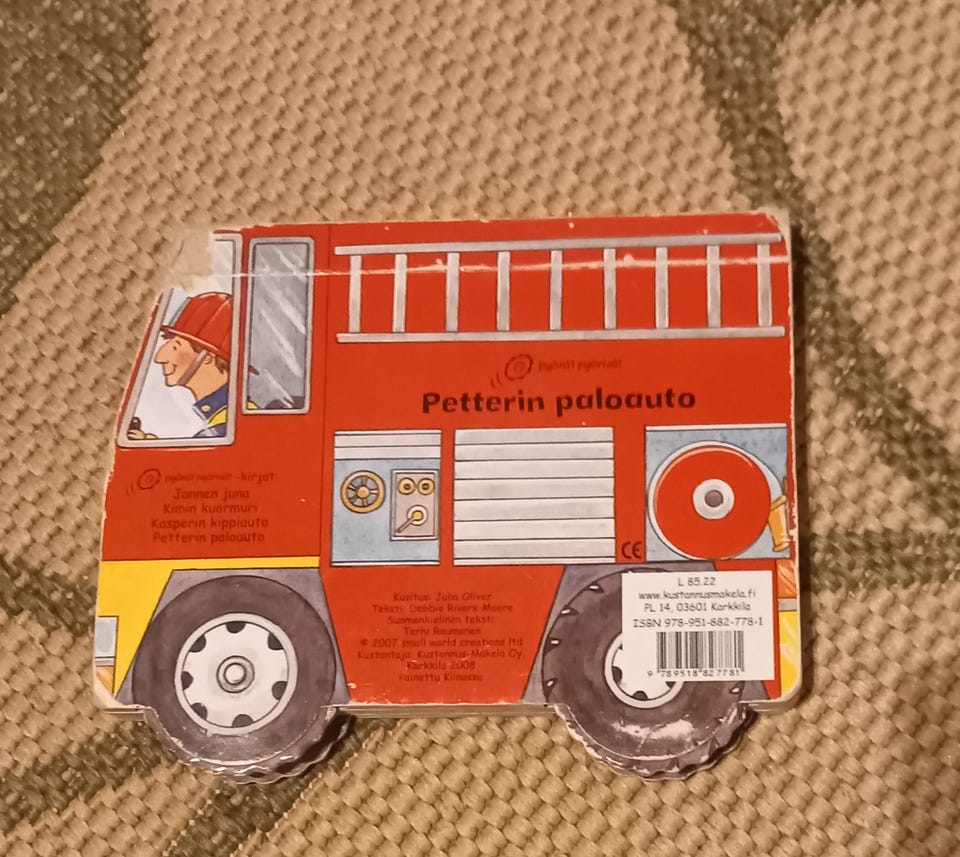 pyörät pyörivät
Petterin paloauto
pyörät pyörivät -kirjat:
Jannen juna
Kimin kuormuri
Kasperin kippiauto
Petterin paloauto
CE
Kuvitus: Julia Oliver
Teksti: Debbie Rivers-Moore
Suomenkielinen teksti:
Terhi Raumonen
© 2007 small world creations ltd
Kustantaja: Kustannus-Mäkelä Oy,
Karkkila 2008
Painettu Kiinassa
L 85.22
www.kustannusmakela.fi
PL 14, 03601 Karkkila
ISBN 978-951-882-778-1
9 789518 827781